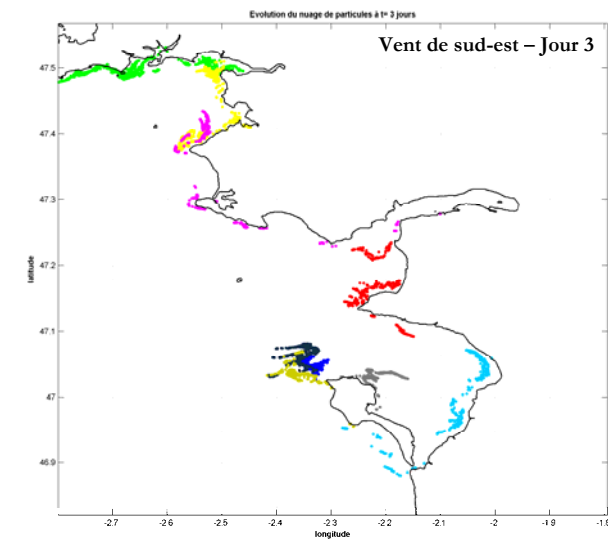 Evolution du nuage de particules à t= 3 jours
Vent de sud-est – Jour 3
47.5
47.4
47.3
47.2
47.1
47
46.9
latitude
-2.7 -2.6 -2.5 -2.4 -2.3 -2.2 -2.1 -2 -1.9
longitude